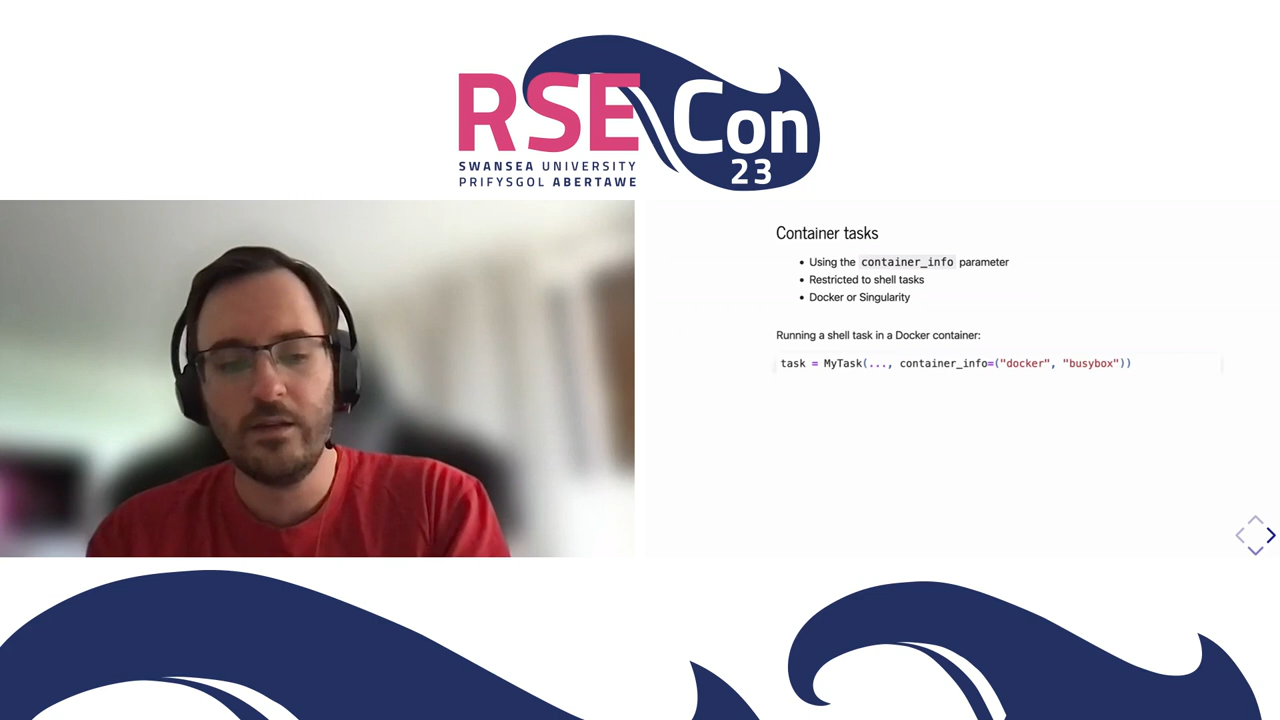 RSE Con
23
SWANSEA UNIVERSITY
PRIFYSGOL ABERTAWE
Container tasks
• Using the container_info parameter
• Restricted to shell tasks
• Docker or Singularity
Running a shell task in a Docker container:
task = MyTask(..., container_info=("docker", "busybox"))